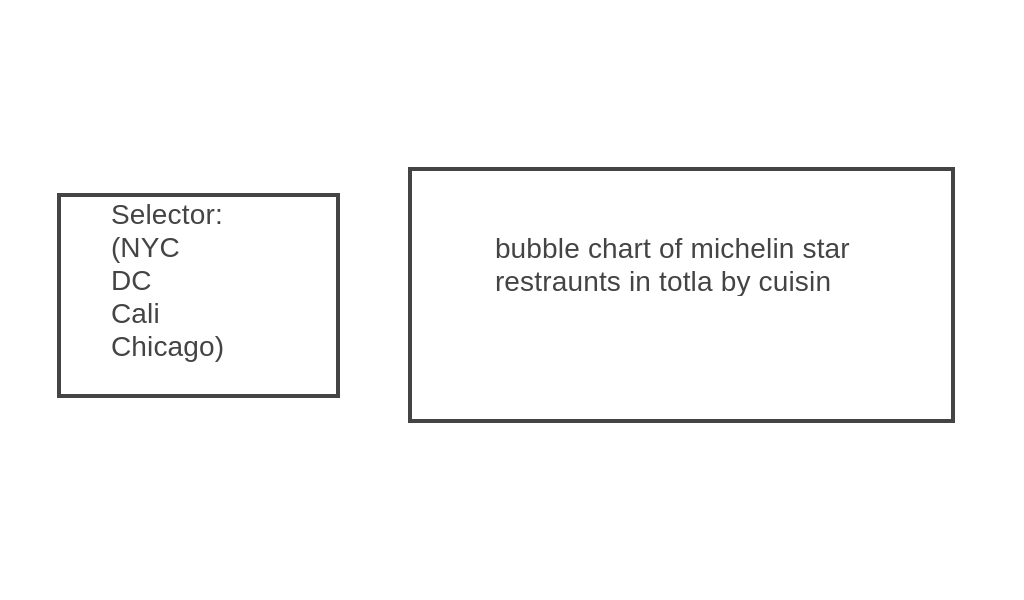 Selector:
(NYC
DC
Cali
Chicago)
bubble chart of michelin star
restraunts in totla by cuisin